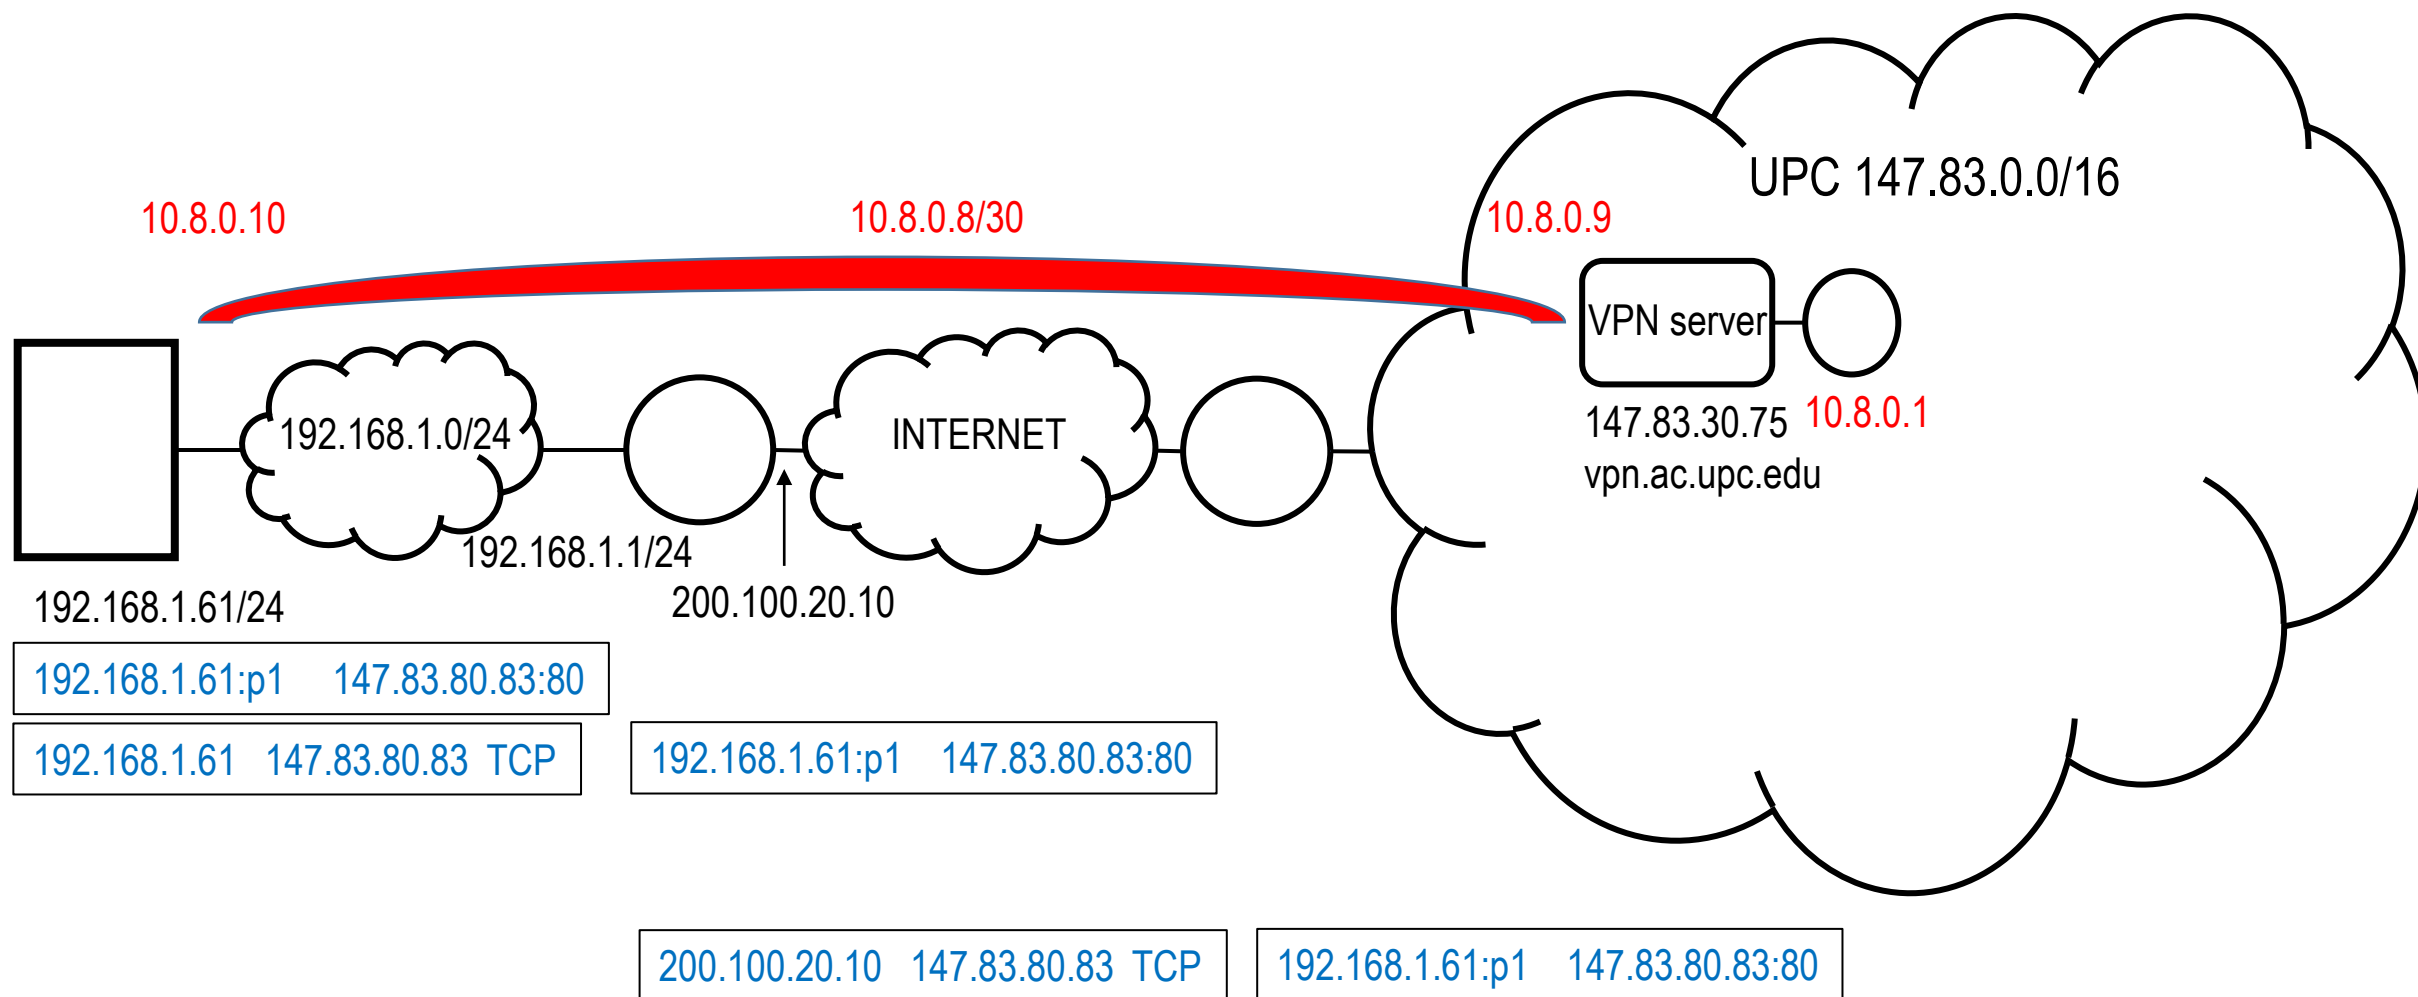 UPC 147.83.0.0/16
10.8.0.10
10.8.0.8/30
10.8.0.9
VPN server
192.168.1.0/24
INTERNET
147.83.30.75
10.8.0.1
vpn.ac.upc.edu
192.168.1.1/24
200.100.20.10
192.168.1.61/24
192.168.1.61:p1 147.83.80.83:80
192.168.1.61 147.83.80.83 TCP
192.168.1.61:p1 147.83.80.83:80
200.100.20.10 147.83.80.83 TCP
192.168.1.61:p1 147.83.80.83:80